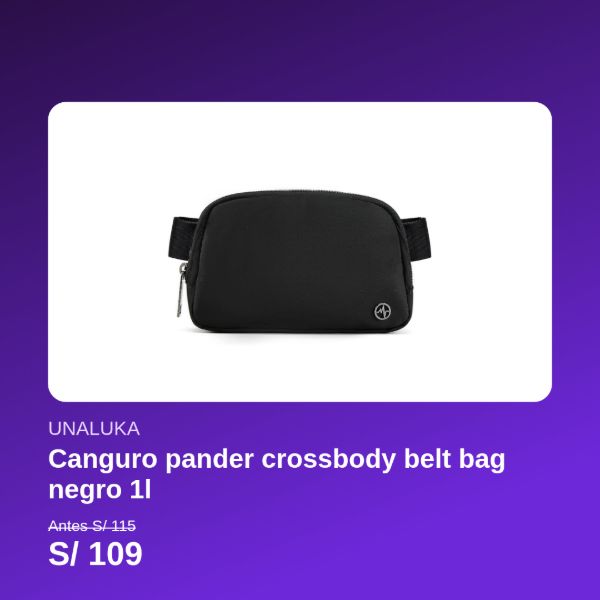 UNALUKA
Canguro pander crossbody belt bag
negro 1l
Antes S/ 115
S/ 109